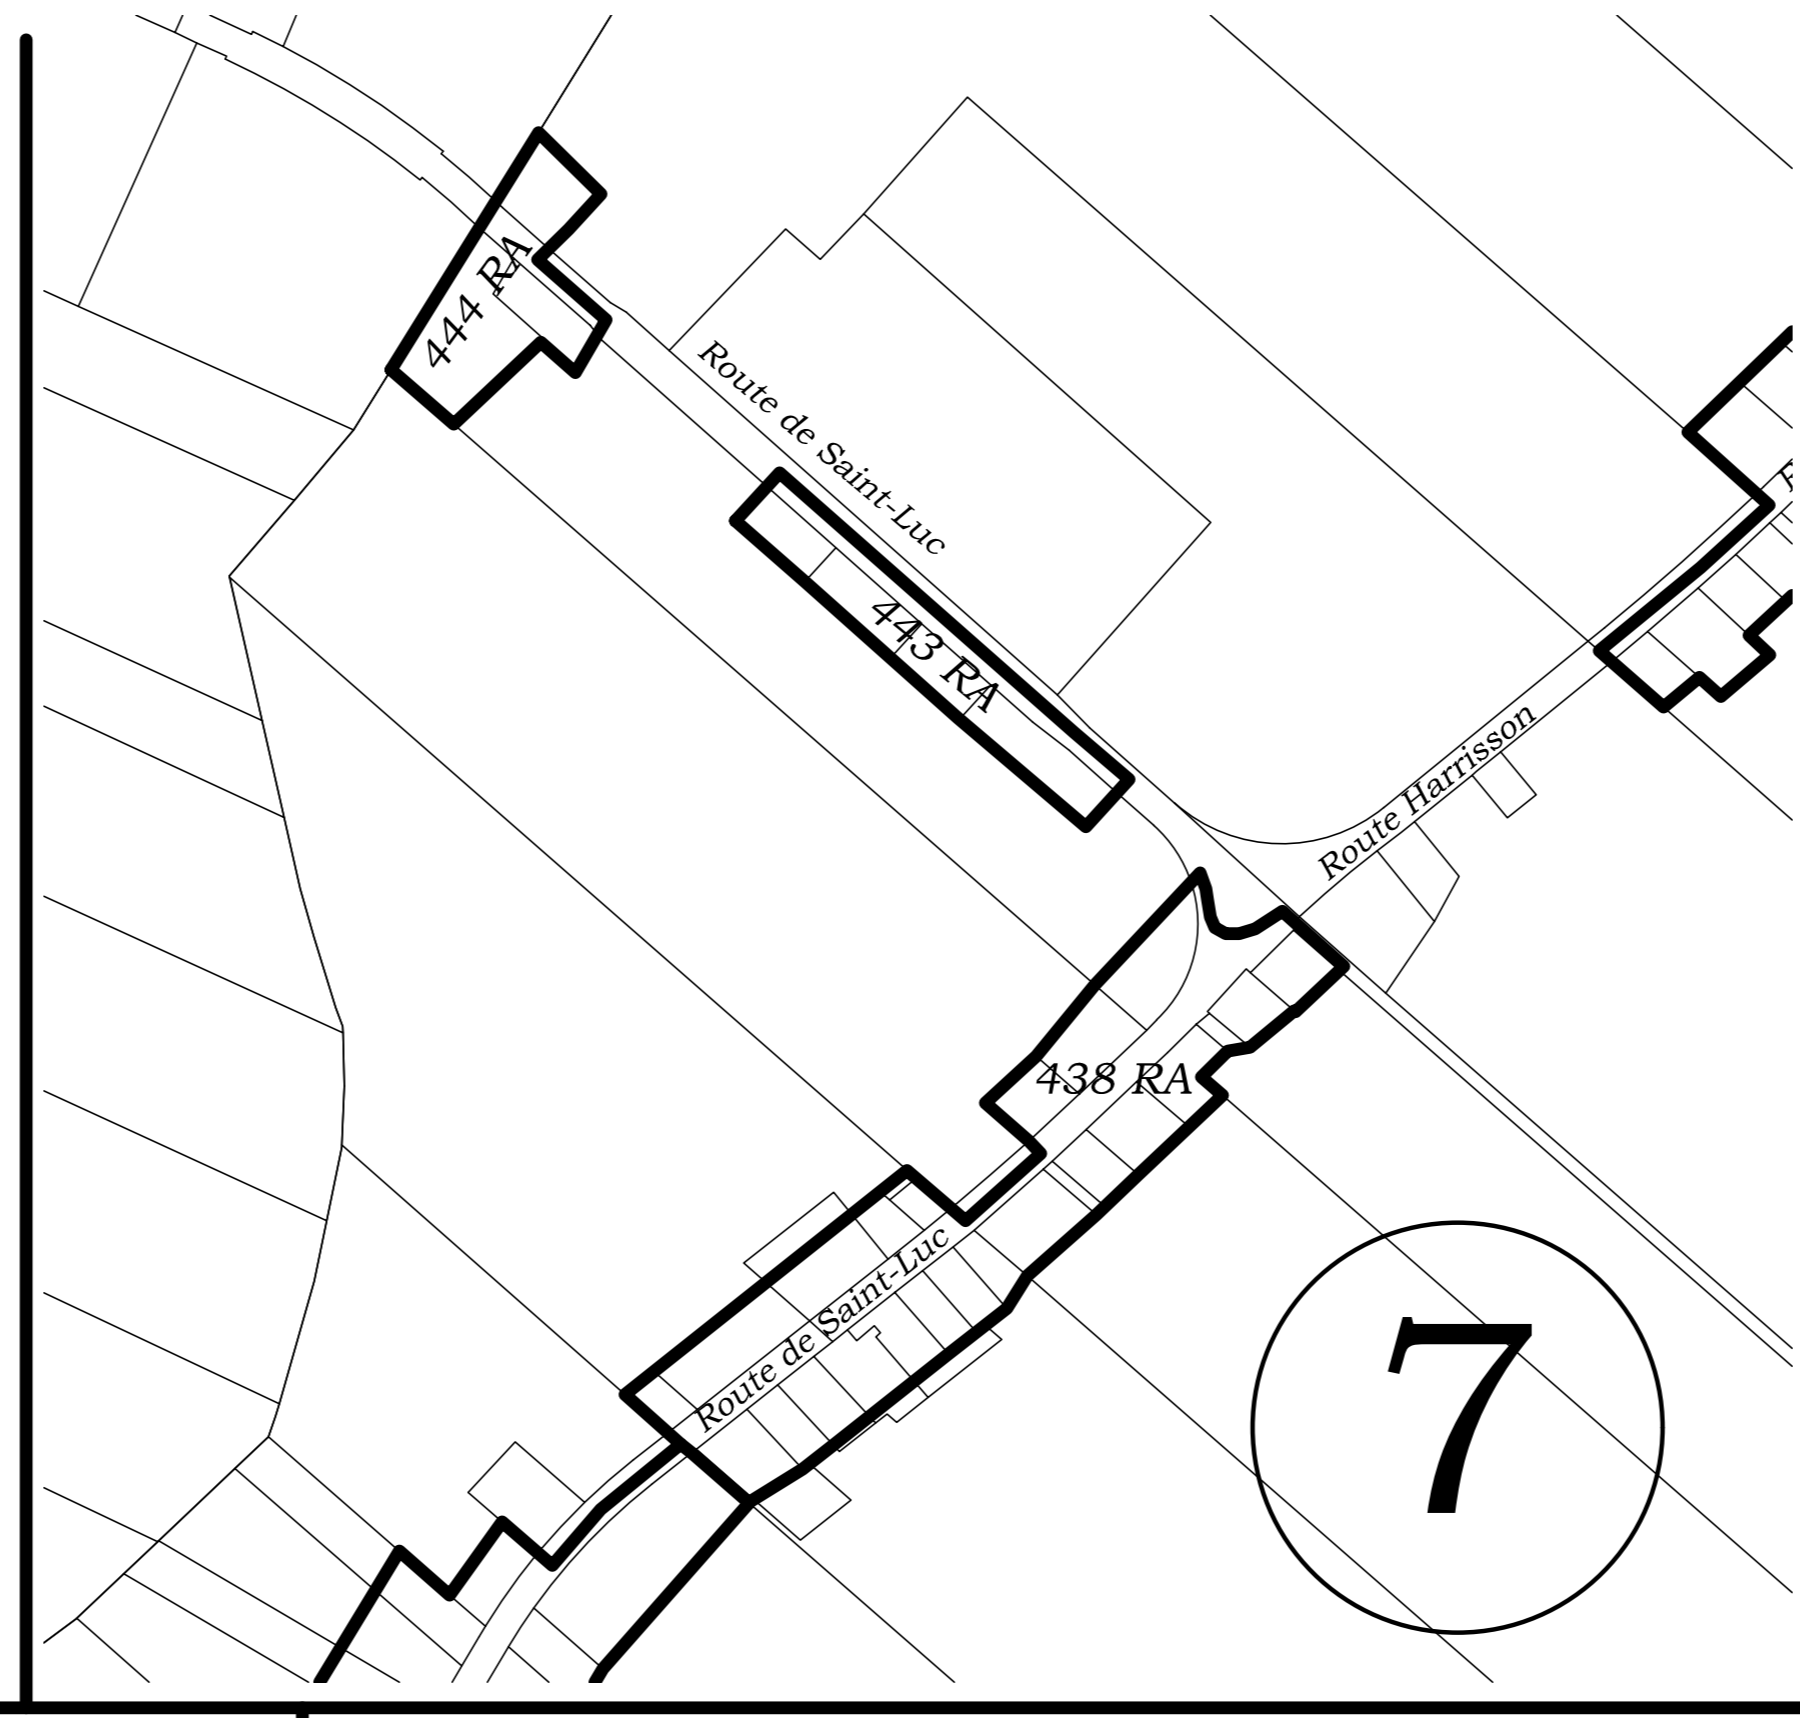 444 RA
Route de Saint-Luc
443 RA
Route Harrisson
438 RA
Route de Saint-Luc
7